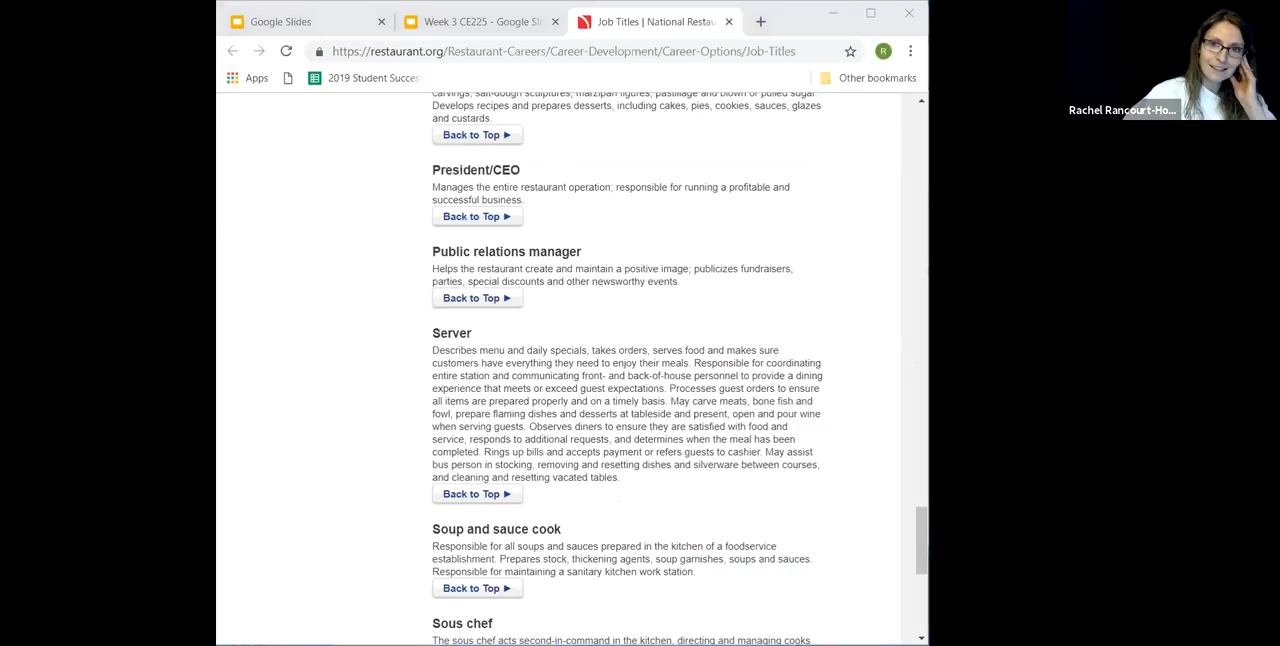 Google Slides
Week 3 CE225 - Google Sli
Job Titles | National Restau
https://restaurant.org/Restaurant-Careers/Career-Development/Career-Options/Job-Titles
R
Apps
2019 Student Success
Other bookmarks
Rachel Rancourt-Ho...
carvings, salt-dough sculptures, marzipan figures, pastillage and blown or pulled sugar.
Develops recipes and prepares desserts, including cakes, pies, cookies, sauces, glazes
and custards.
Back to Top ►
President/CEO
Manages the entire restaurant operation; responsible for running a profitable and
successful business.
Back to Top ►
Public relations manager
Helps the restaurant create and maintain a positive image; publicizes fundraisers,
parties, special discounts and other newsworthy events.
Back to Top ►
Server
Describes menu and daily specials, takes orders, serves food and makes sure
customers have everything they need to enjoy their meals. Responsible for coordinating
entire station and communicating front- and back-of-house personnel to provide a dining
experience that meets or exceed guest expectations. Processes guest orders to ensure
all items are prepared properly and on a timely basis. May carve meats, bone fish and
fowl, prepare flaming dishes and desserts at tableside and present, open and pour wine
when serving guests. Observes diners to ensure they are satisfied with food and
service, responds to additional requests, and determines when the meal has been
completed. Rings up bills and accepts payment or refers guests to cashier. May assist
bus person in stocking, removing and resetting dishes and silverware between courses,
and cleaning and resetting vacated tables.
Back to Top ►
Soup and sauce cook
Responsible for all soups and sauces prepared in the kitchen of a foodservice
establishment. Prepares stock, thickening agents, soup garnishes, soups and sauces.
Responsible for maintaining a sanitary kitchen work station.
Back to Top ►
Sous chef
The sous chef acts second-in-command in the kitchen, directing and managing cooks